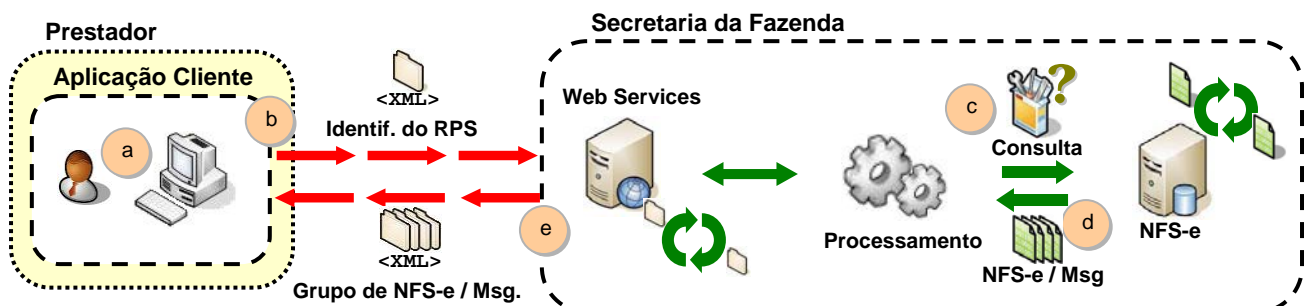 Prestador
Aplicação Cliente
a
b
<XML>
Identif. do RPS
<XML>
Grupo de NFS-e / Msg.
Secretaria da Fazenda
Web Services
e
Processamento
c
?
Consulta
d
NFS-e / Msg
NFS-e